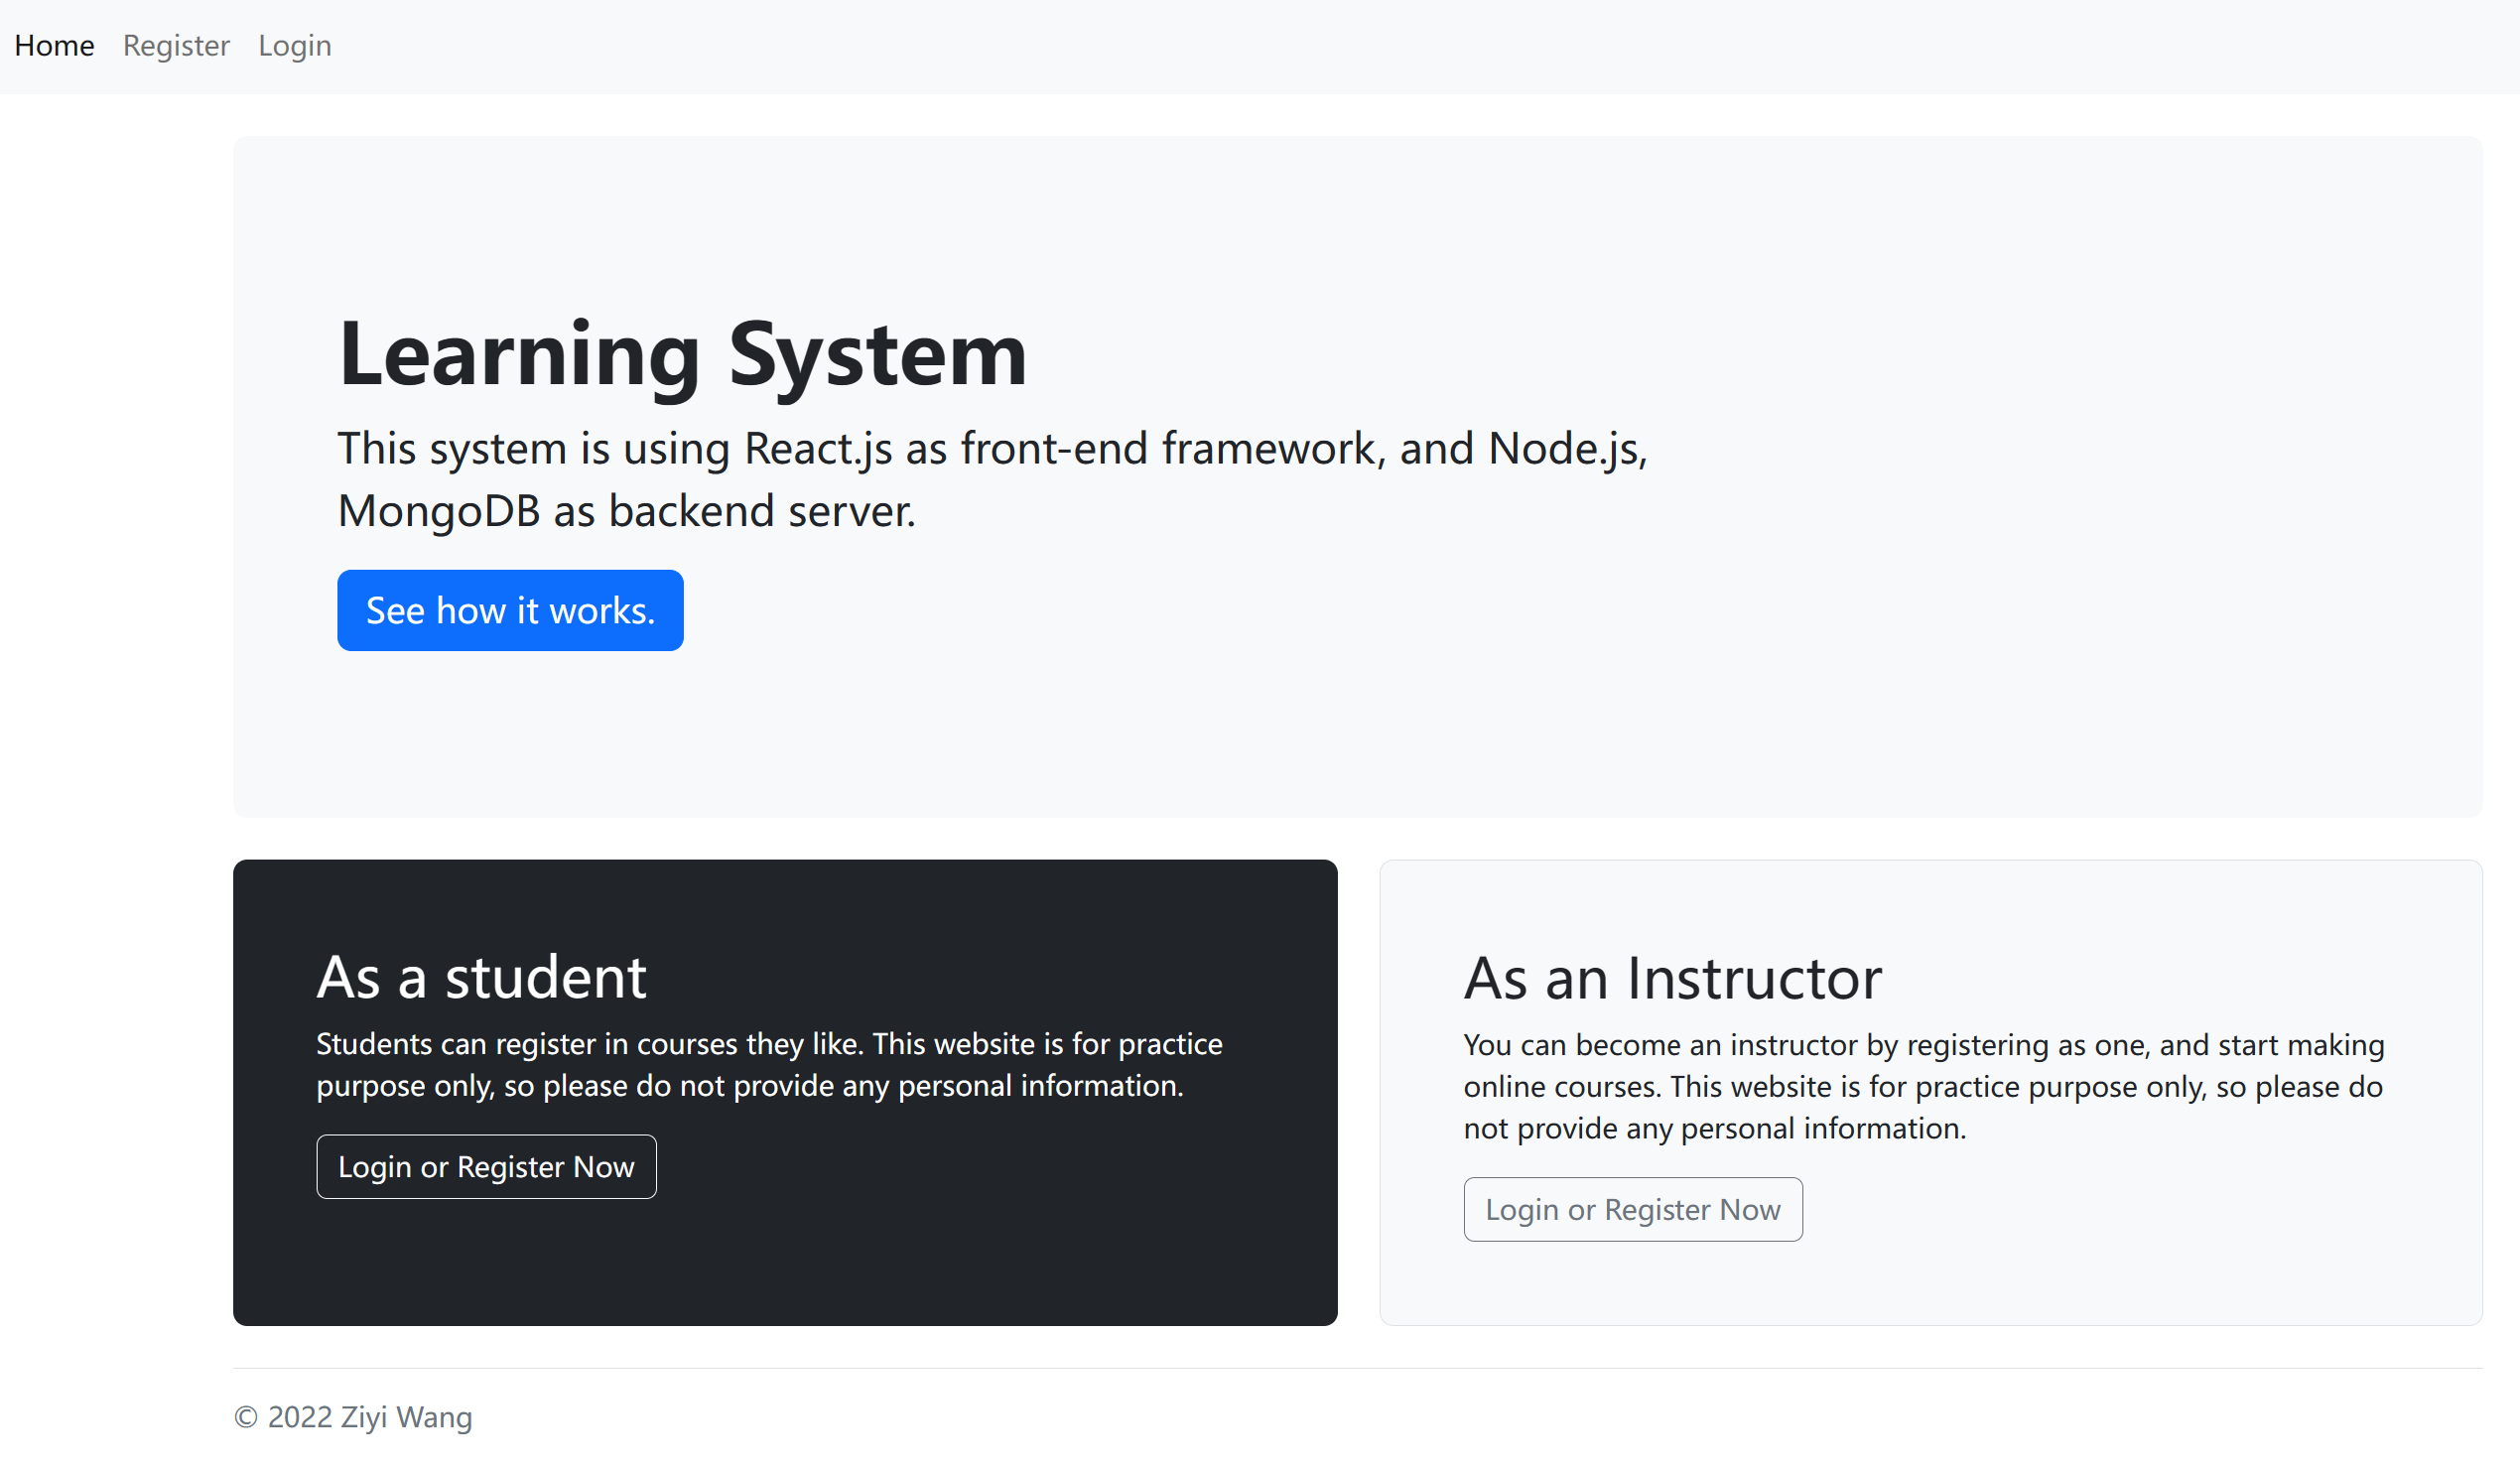 Home Register Login
Learning System
This system is using React.js as front-end framework, and Node.js,
MongoDB as backend server.
See how it works.
As a student
Students can register in courses they like. This website is for practice
purpose only, so please do not provide any personal information.
Login or Register Now
As an Instructor
You can become an instructor by registering as one, and start making
online courses. This website is for practice purpose only, so please do
not provide any personal information.
Login or Register Now
© 2022 Ziyi Wang